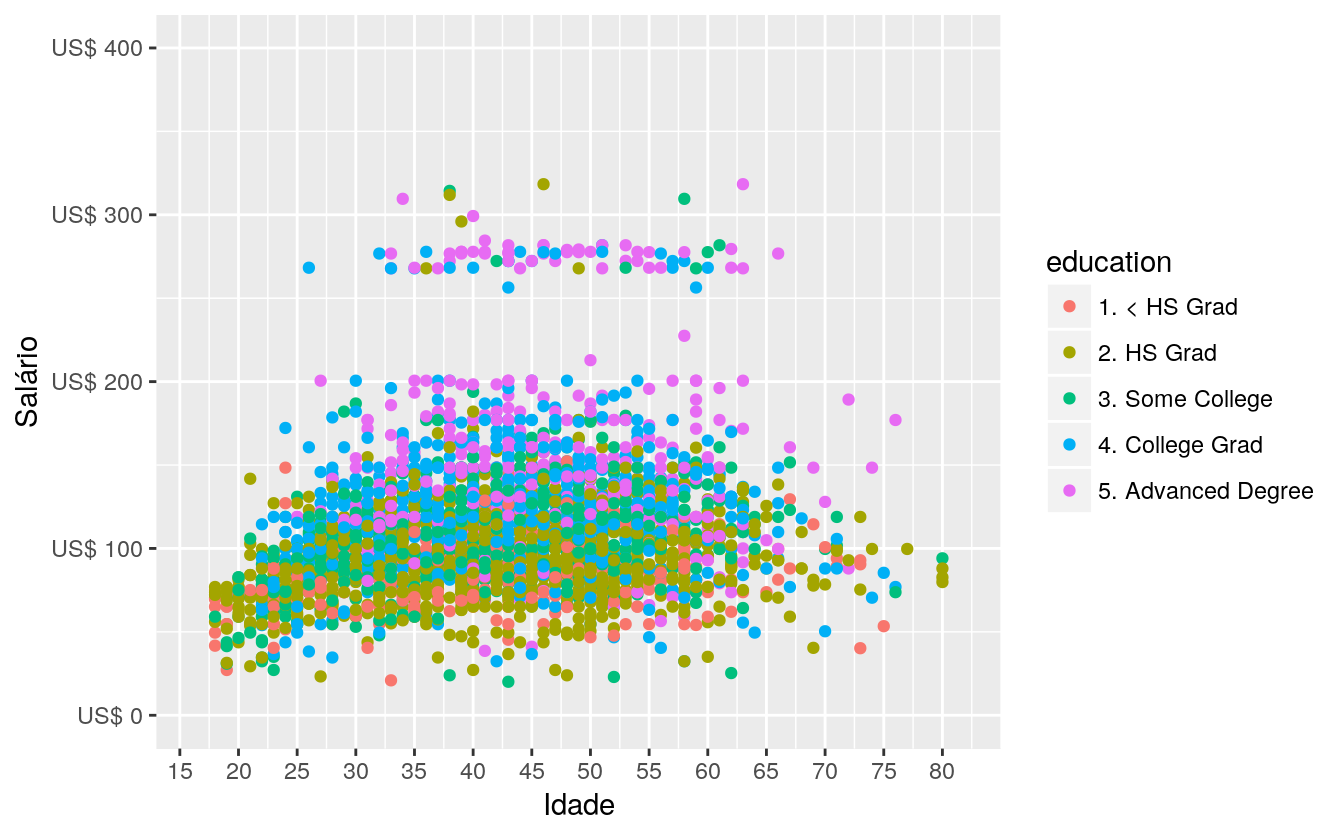 US$ 400
US$ 300
US$ 200
US$ 100
US$ 0
Salário
15 20 25 30 35 40 45 50 55 60 65 70 75 80
Idade
education
1. < HS Grad
2. HS Grad
3. Some College
4. College Grad
5. Advanced Degree